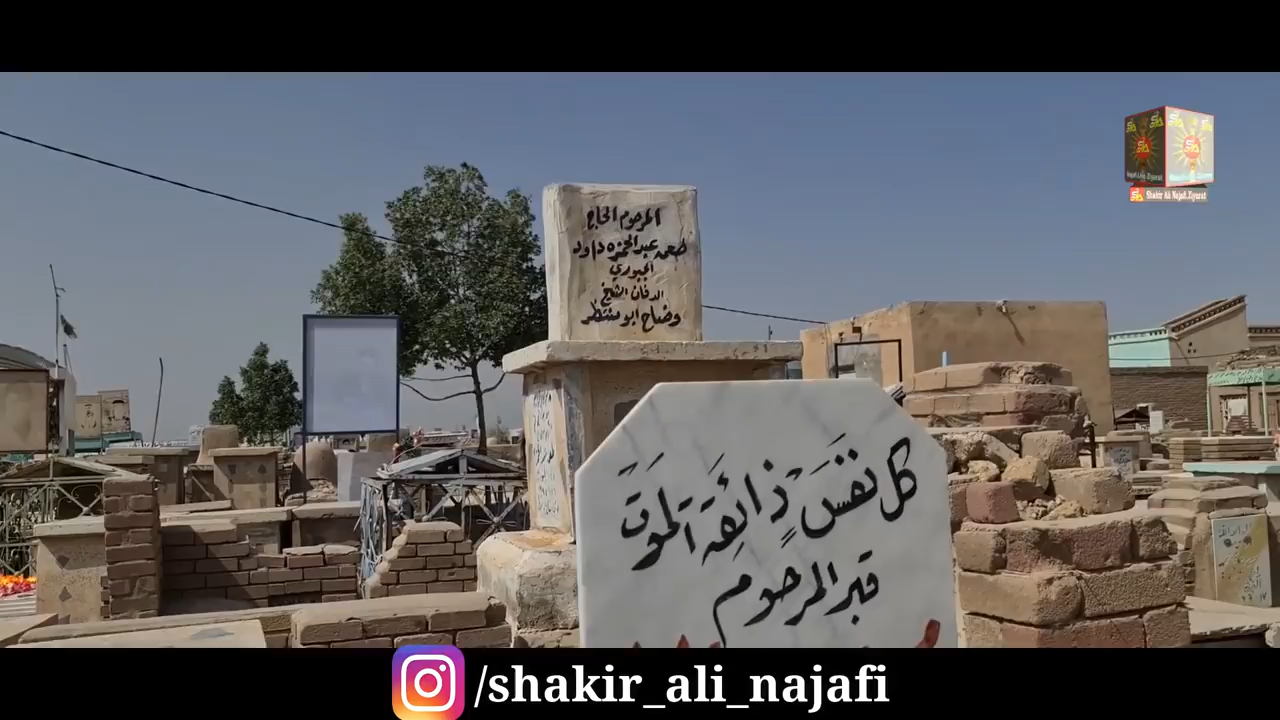 المرحوم الحاج
طعمه عبد الحمزه داود
الجبوري
الدفان الشيخ
وضاح ابو منتظر
كل نفسٍ ذائقة الموت
قبر المرحوم
Shakir Ali Najafi Ziyarat
/shakir_ali_najafi